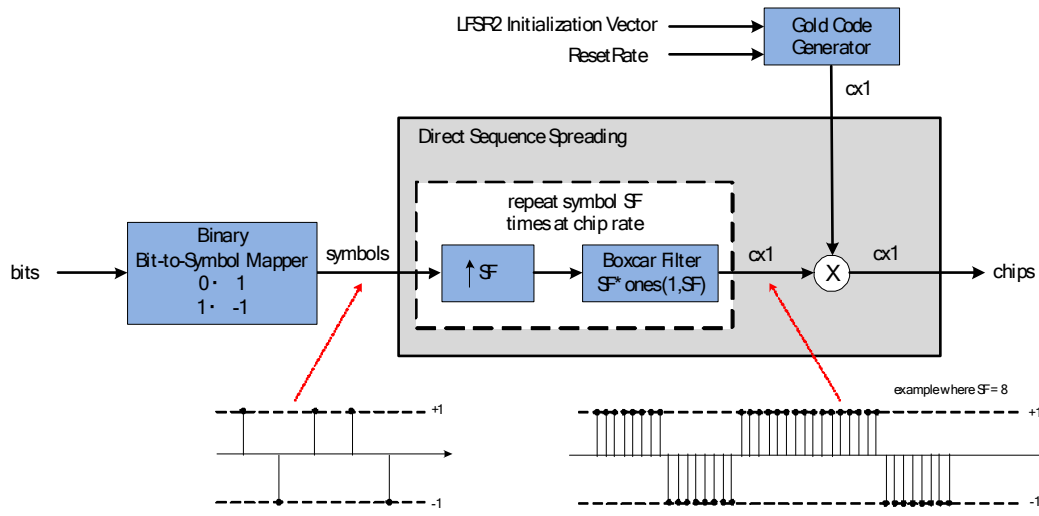 LFSR2 Initialization Vector
Reset Rate
Gold Code
Generator
cx1
Direct Sequence Spreading
repeat symbol SF
times at chip rate
bits
Binary
Bit-to-Symbol Mapper
0· 1
1· -1
symbols
↑ SF
Boxcar Filter
SF* ones(1,SF)
cx1
X
cx1
chips
example where SF = 8
+1
-1
+1
-1